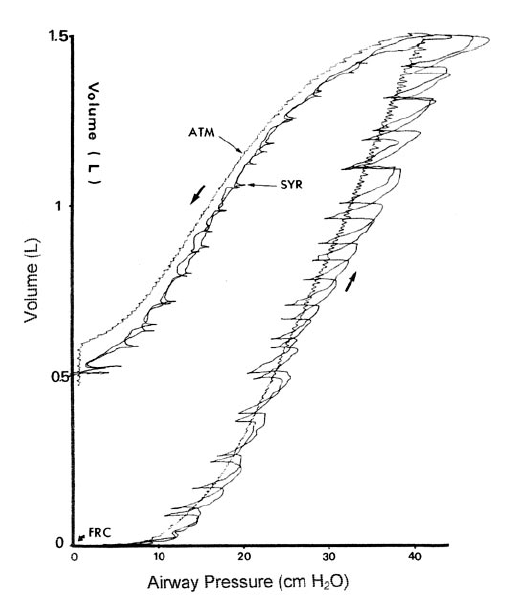 1.5
Volume ( L )
ATM
SYR
1
Volume (L)
0.5
FRC
0
0 10 20 30 40
Airway Pressure (cm H₂O)